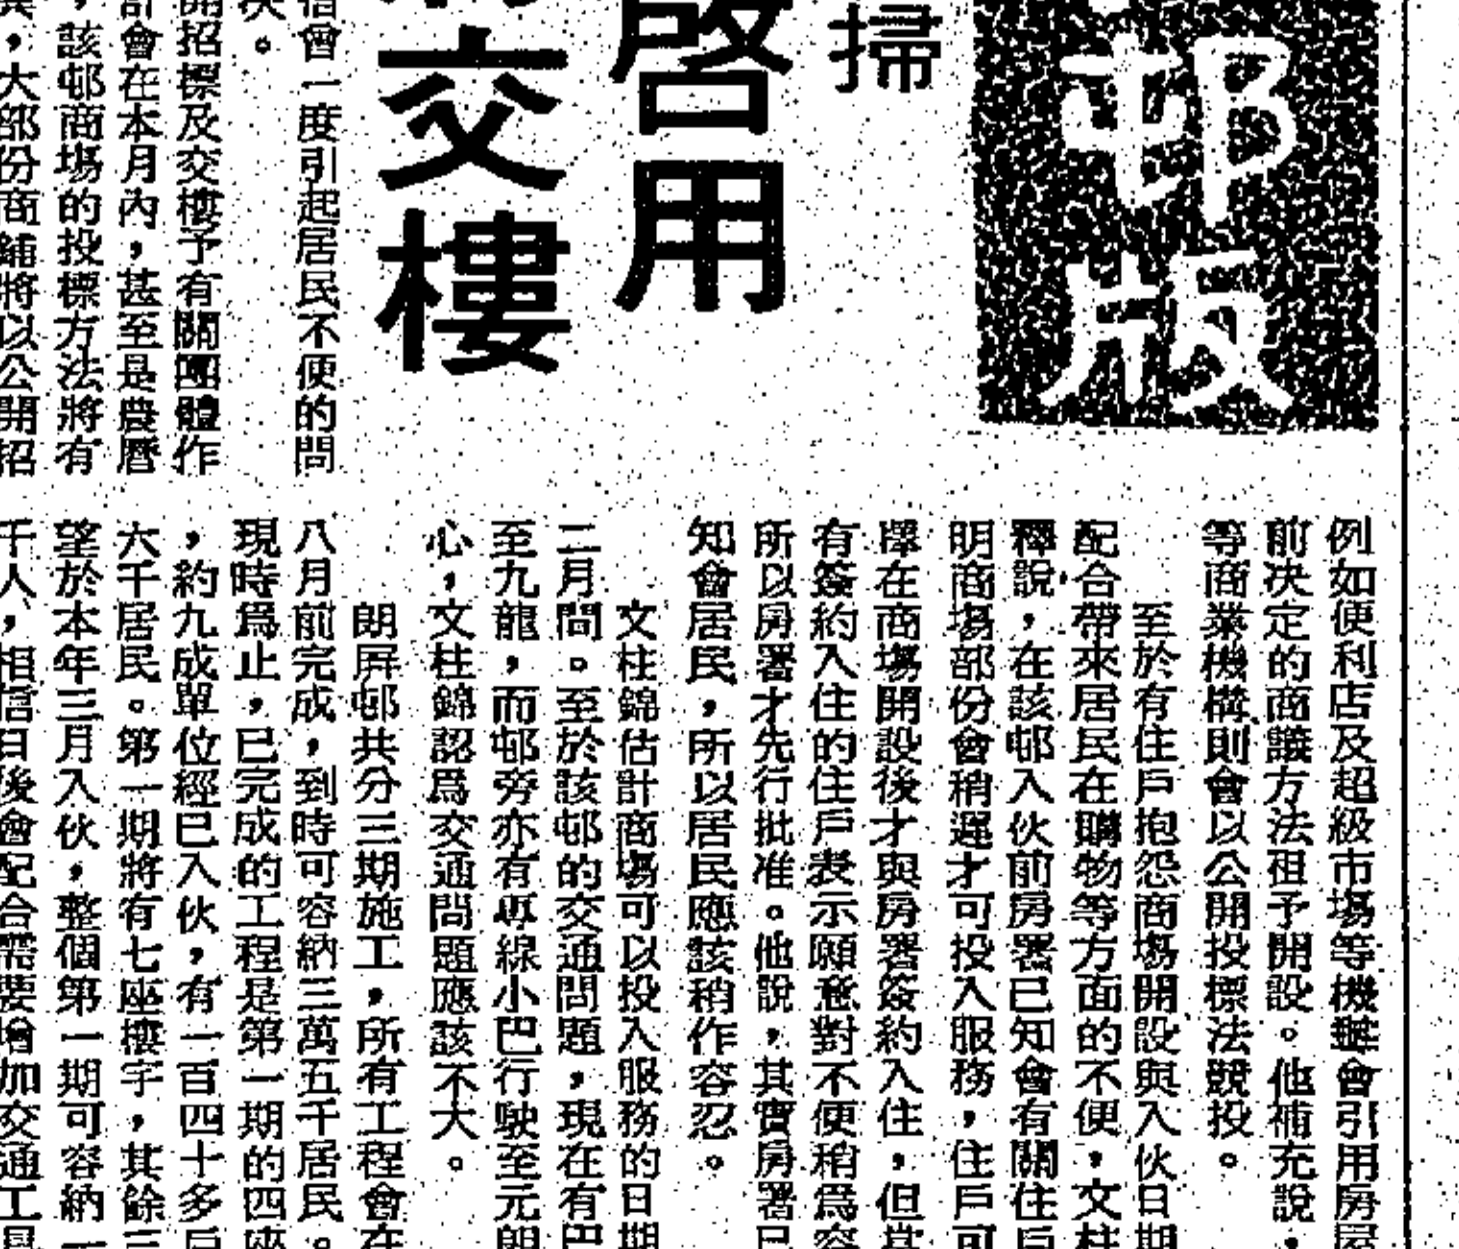 邨版
掃
啓用
交樓
宿會一度引起居民不便的問
決。
開招標及交樓予有關團體作
計會在本月內，甚至是農曆
，該邨商場的投標方法將有
異，大部份商鋪將以公開招
例如便利店及超級市場等機構會引用房屋
前決定的商議方法租予開設。他補充說，
等商業機構則會以公開投標法競投。
至於有住戶抱怨商場開設與入伙日期
配合帶來居民在購物等方面的不便，文柱
釋說，在該邨入伙前房署已知會有關住戶
明商場部份會稍遲才可投入服務，住戶可
擇在商場開設後才與房署簽約入住，但當
有簽約入住的住戶表示願意對不便稍爲容
所以房署才先行批准。他說，其實房署已
知會居民，所以居民應該稍作容忍。
文柱錦估計商場可以投入服務的日期
二月間。至於該邨的交通問題，現在有巴
至九龍，而邨旁亦有專線小巴行駛至元朗
心，文柱錦認爲交通問題應該不大。
朗屏邨共分三期施工，所有工程會在
八月前完成，到時可容納三萬五千居民。
現時爲止，已完成的工程是第一期的四座
，約九成單位經已入伙，有一百四十多戶
六千居民。第一期將有七座樓宇，其餘三
望於本年三月入伙，整個第一期可容納一
千人，相信日後會配合需要增加交通工具